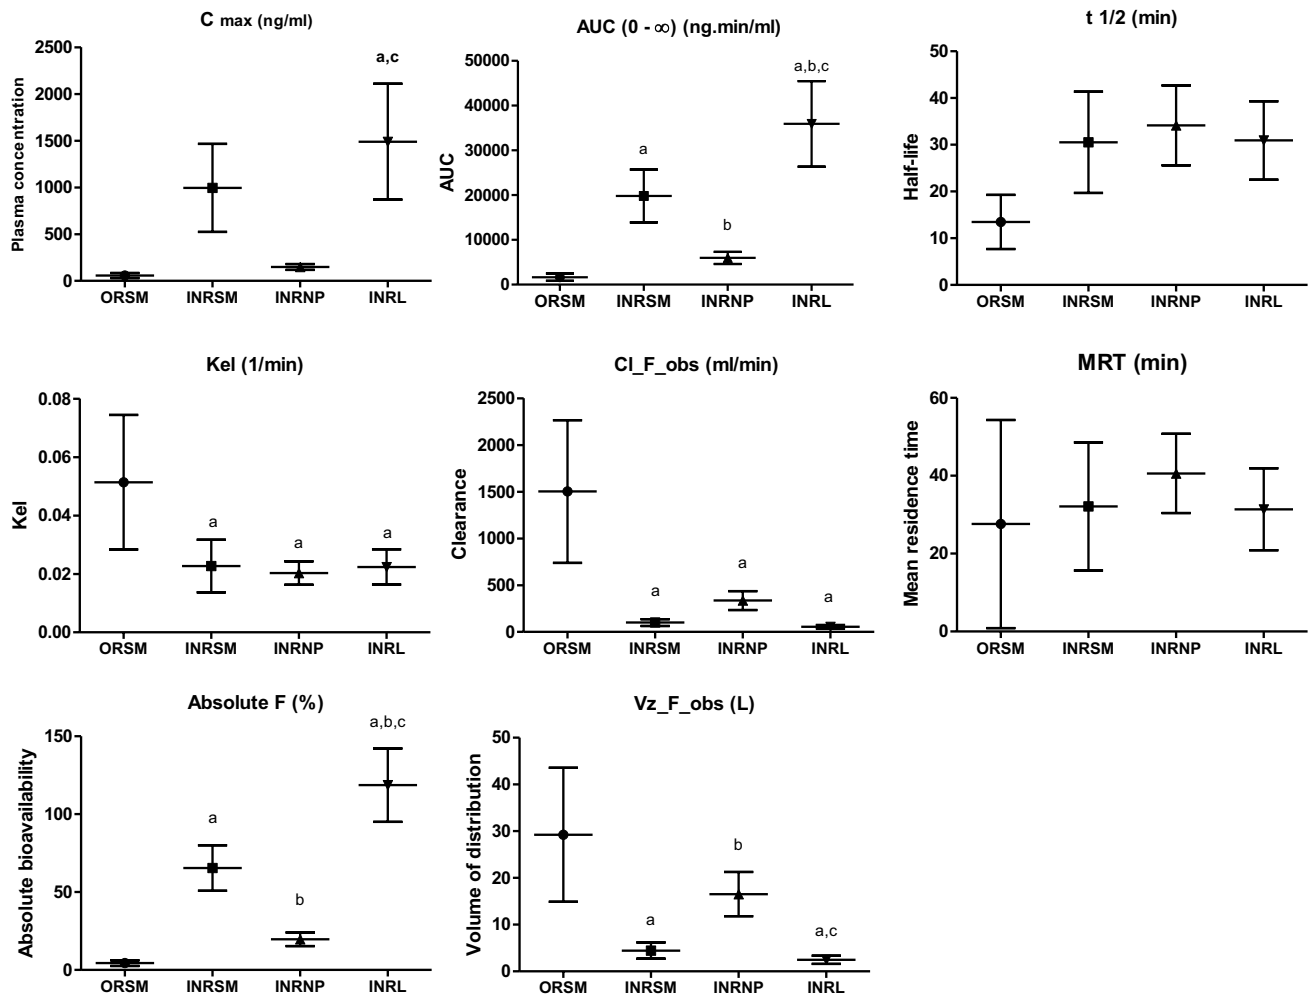 C max (ng/ml)
Plasma concentration
2500
2000
1500
1000
500
0
a,c
ORSM INRSM INRNP INRL
AUC (0 - ∞) (ng.min/ml)
AUC
50000
40000
30000
20000
10000
0
a
b
a,b,c
ORSM INRSM INRNP INRL
t 1/2 (min)
Half-life
50
40
30
20
10
0
ORSM INRSM INRNP INRL
Kel (1/min)
Kel
0.08
0.06
0.04
0.02
0.00
a
a
a
ORSM INRSM INRNP INRL
Cl_F_obs (ml/min)
Clearance
2500
2000
1500
1000
500
0
a
a
a
ORSM INRSM INRNP INRL
MRT (min)
Mean residence time
60
40
20
0
ORSM INRSM INRNP INRL
Absolute F (%)
Absolute bioavailability
150
100
50
0
a
b
a,b,c
ORSM INRSM INRNP INRL
Vz_F_obs (L)
Volume of distribution
50
40
30
20
10
0
a
b
a,c
ORSM INRSM INRNP INRL